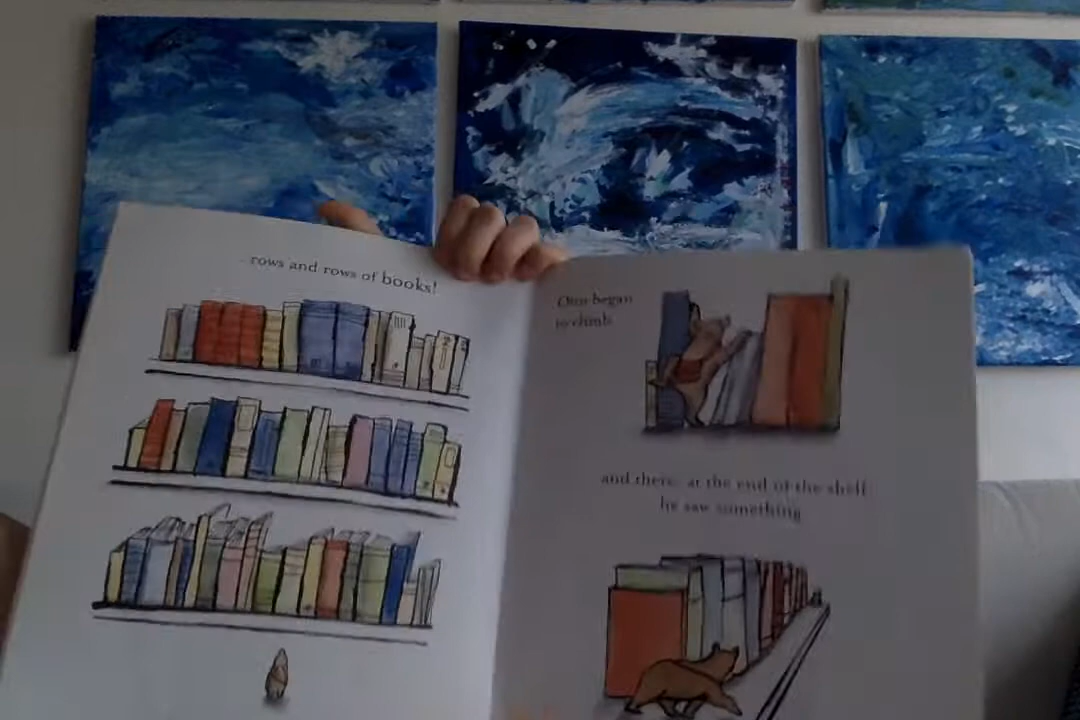 rows and rows of books!
Otto began
to climb
and there, at the end of the shelf
he saw something